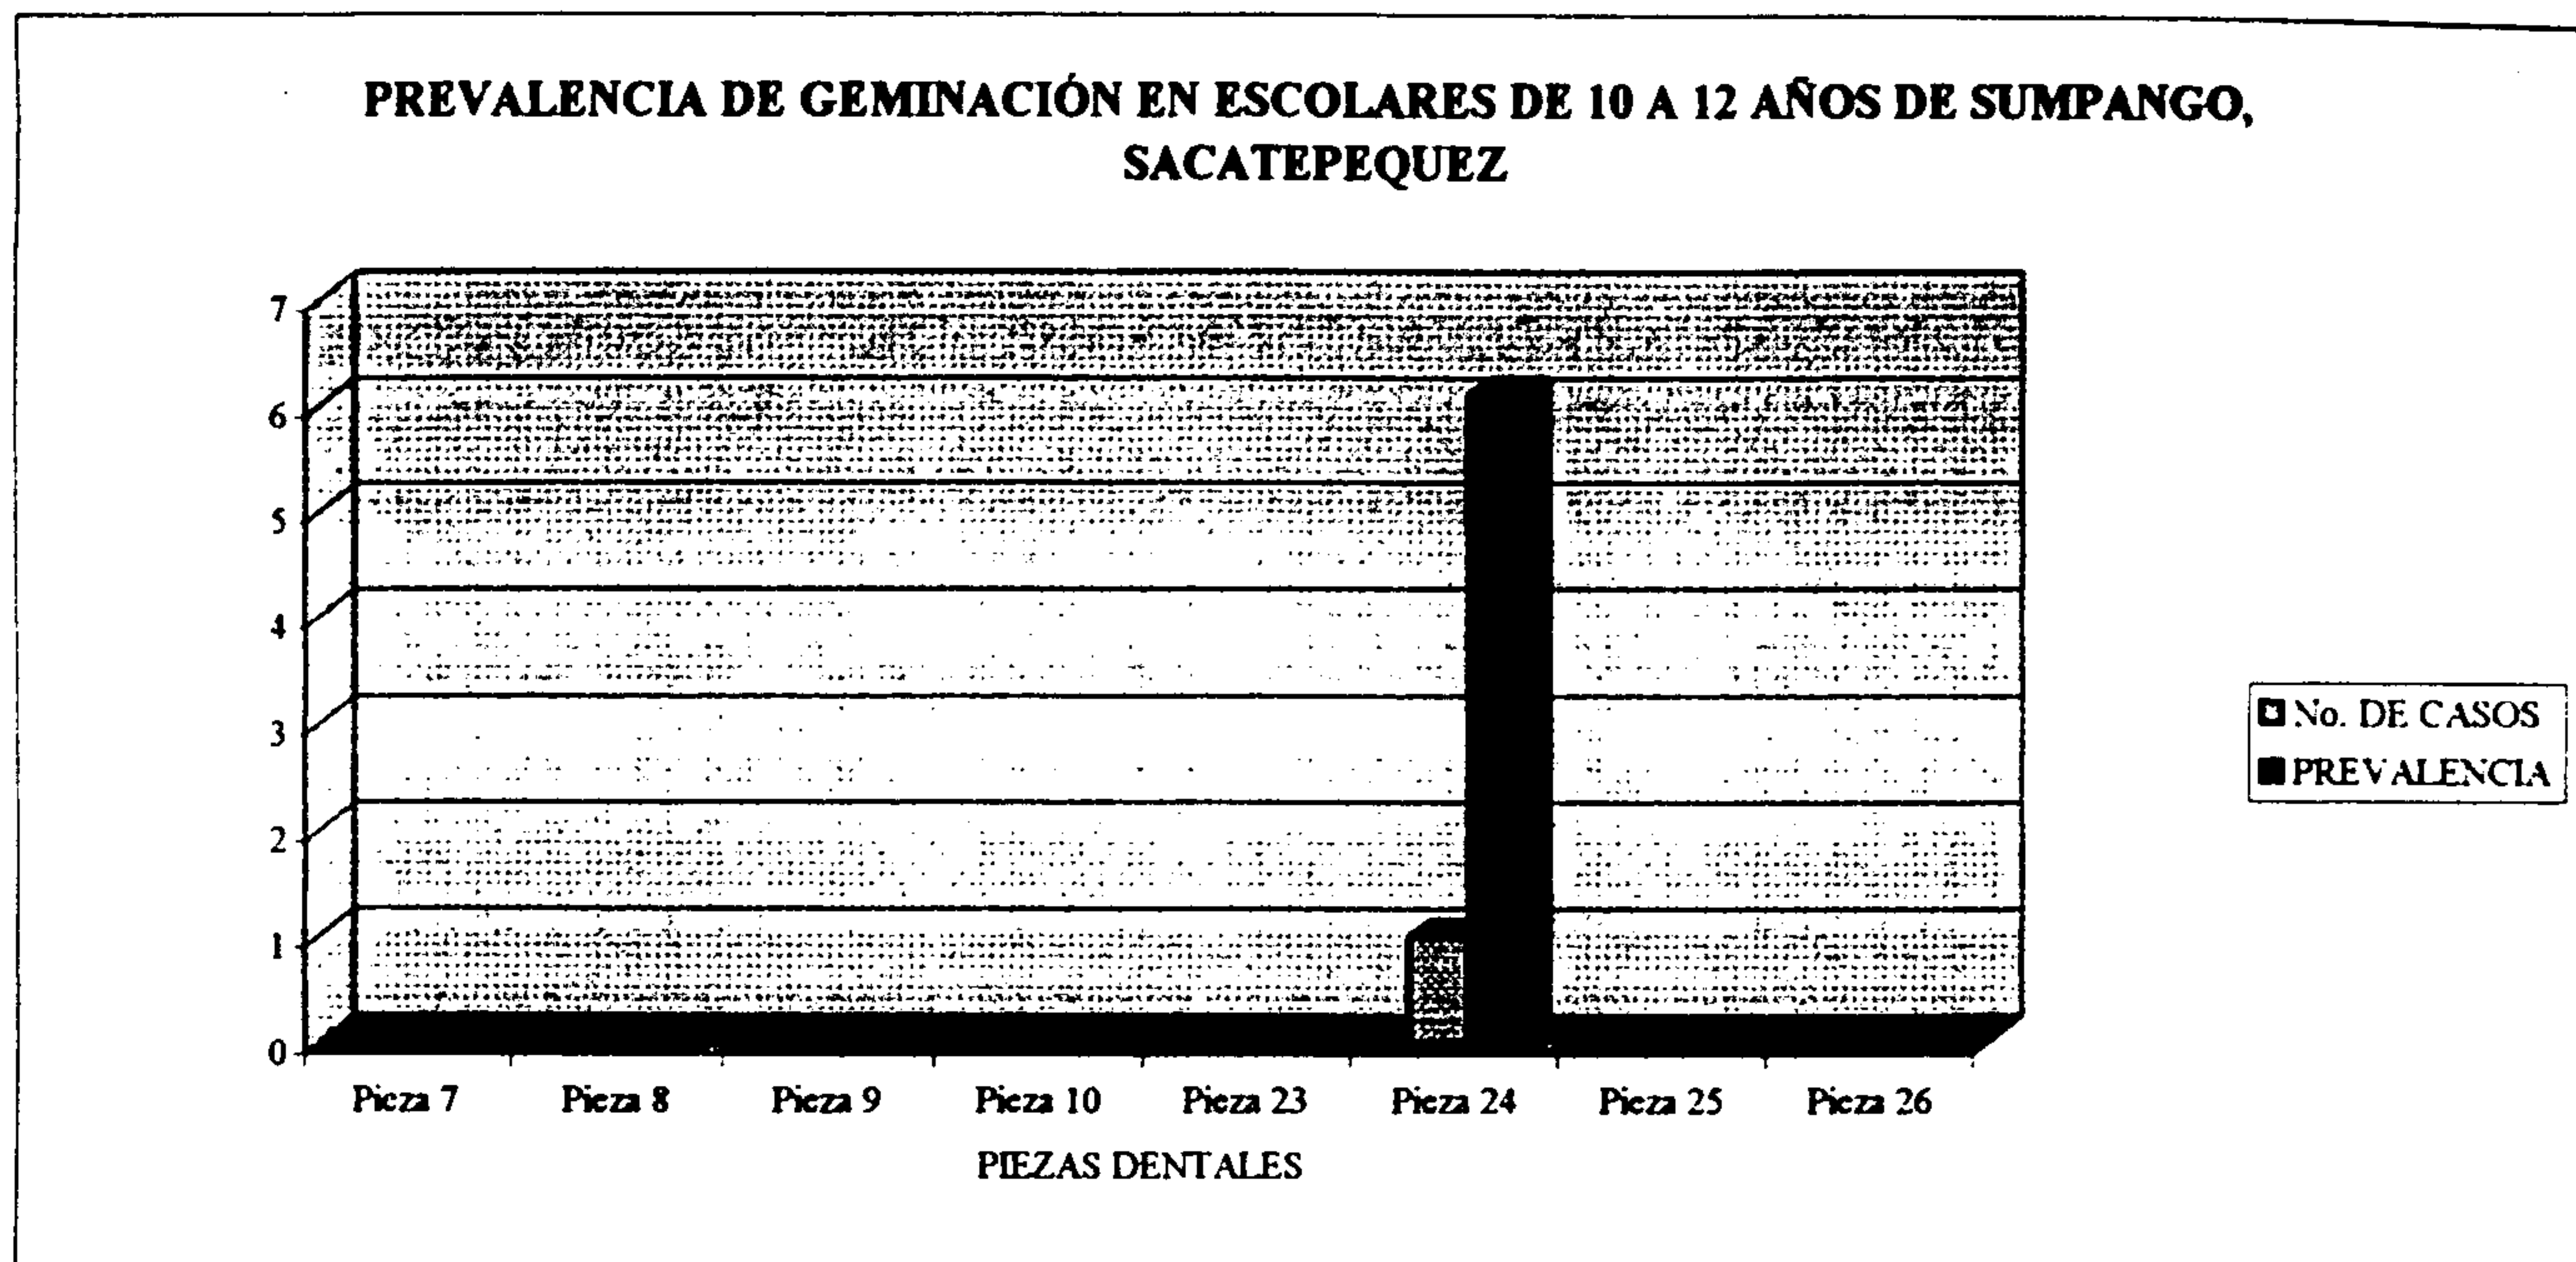 PREVALENCIA DE GEMINACIÓN EN ESCOLARES DE 10 A 12 AÑOS DE SUMPANGO,
SACATEPEQUEZ
7
6
5
4
3
2
1
0
Pieza 7 Pieza 8 Pieza 9 Pieza 10 Pieza 23 Pieza 24 Pieza 25 Pieza 26
PIEZAS DENTALES
No. DE CASOS
PREVALENCIA